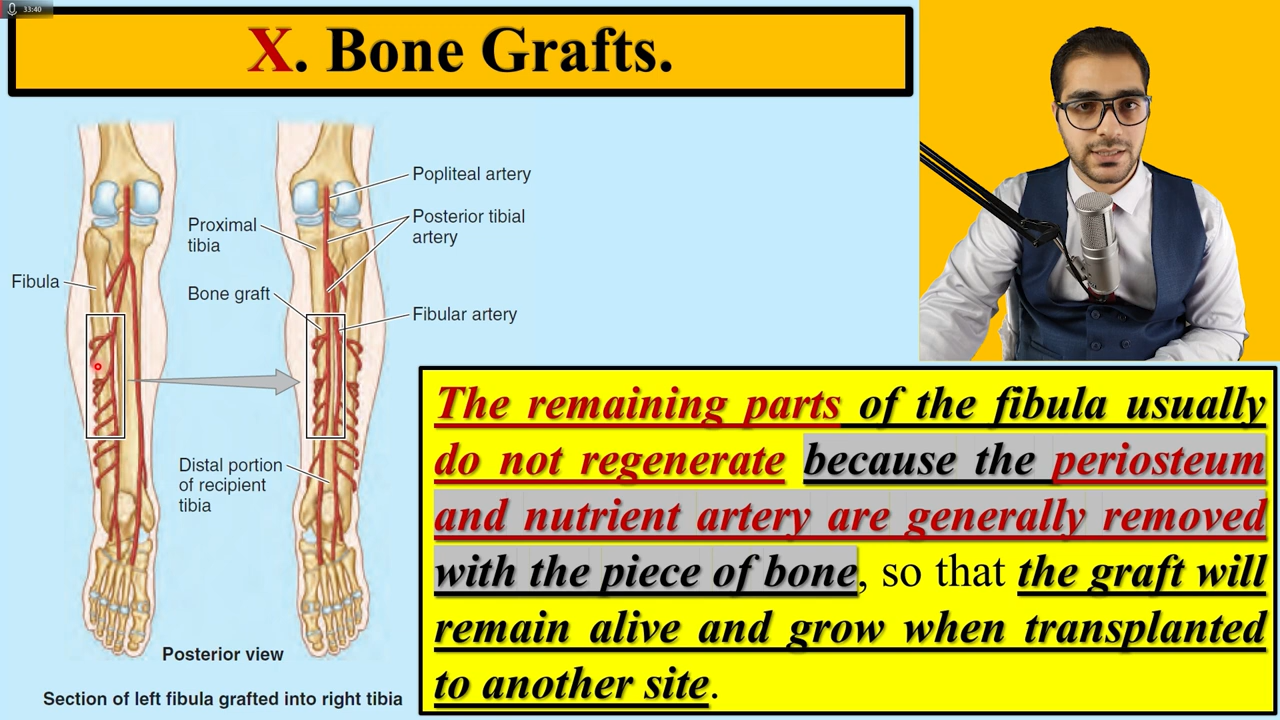 33:40
X. Bone Grafts.
Popliteal artery
Posterior tibial
artery
Proximal
tibia
Fibula
Bone graft
Fibular artery
Distal portion
of recipient
tibia
Posterior view
Section of left fibula grafted into right tibia
The remaining parts of the fibula usually
do not regenerate because the periosteum
and nutrient artery are generally removed
with the piece of bone, so that the graft will
remain alive and grow when transplanted
to another site.